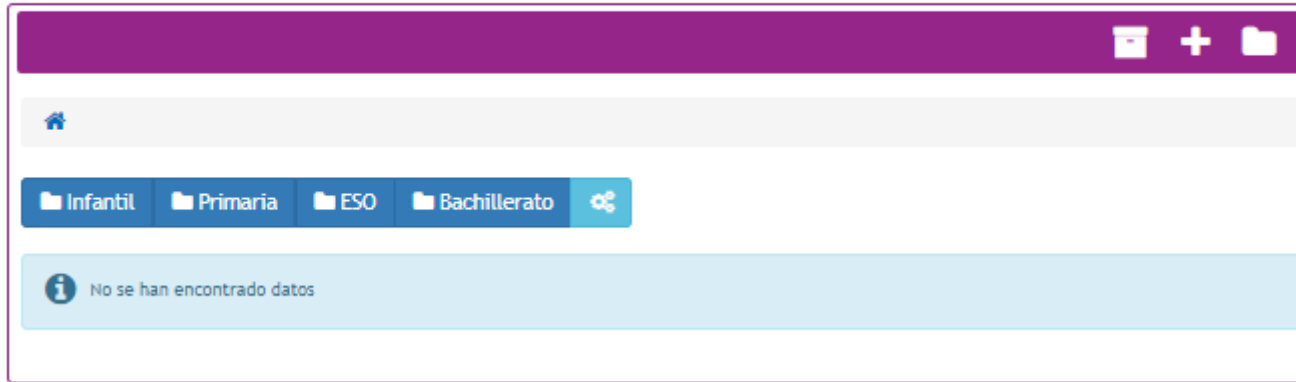 Infantil Primaria ESO Bachillerato
No se han encontrado datos